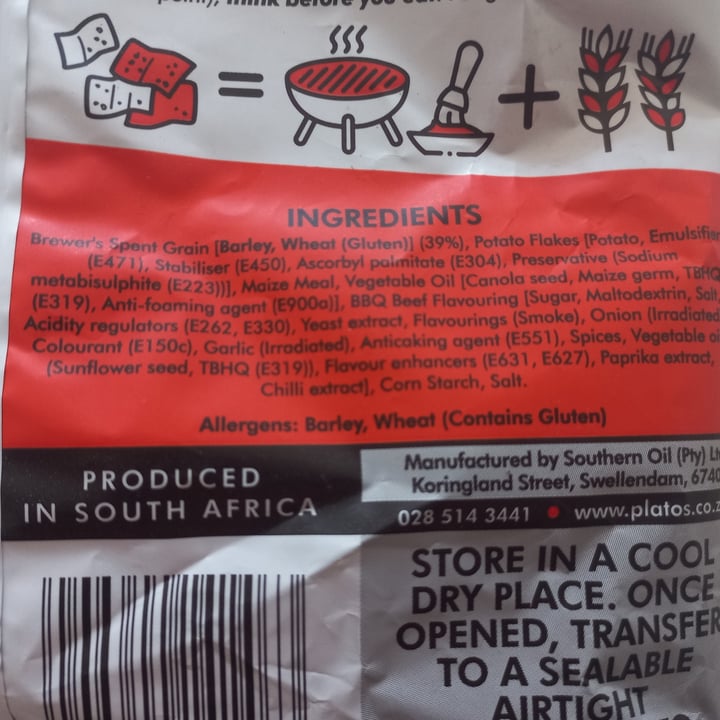 think before you
INGREDIENTS
Brewer's Spent Grain [Barley, Wheat (Gluten)] (39%), Potato Flakes [Potato, Emulsifier
(E471), Stabiliser (E450), Ascorbyl palmitate (E304), Preservative (Sodium
metabisulphite (E223))], Maize Meal, Vegetable Oil [Canola seed, Maize germ, TBHQ
(E319), Anti-foaming agent (E900a)], BBQ Beef Flavouring [Sugar, Maltodextrin, Salt
Acidity regulators (E262, E330), Yeast extract, Flavourings (Smoke), Onion (Irradiated
Colourant (E150c), Garlic (Irradiated), Anticaking agent (E551), Spices, Vegetable oi
(Sunflower seed, TBHQ (E319)), Flavour enhancers (E631, E627), Paprika extract,
Chilli extract], Corn Starch, Salt.
Allergens: Barley, Wheat (Contains Gluten)
PRODUCED
IN SOUTH AFRICA
Manufactured by Southern Oil (Pty) Lt
Koringland Street, Swellendam, 6740
028 514 3441 • www.platos.co.z
STORE IN A COOL
DRY PLACE. ONCE
OPENED, TRANSFER
TO A SEALABLE
AIRTIGHT